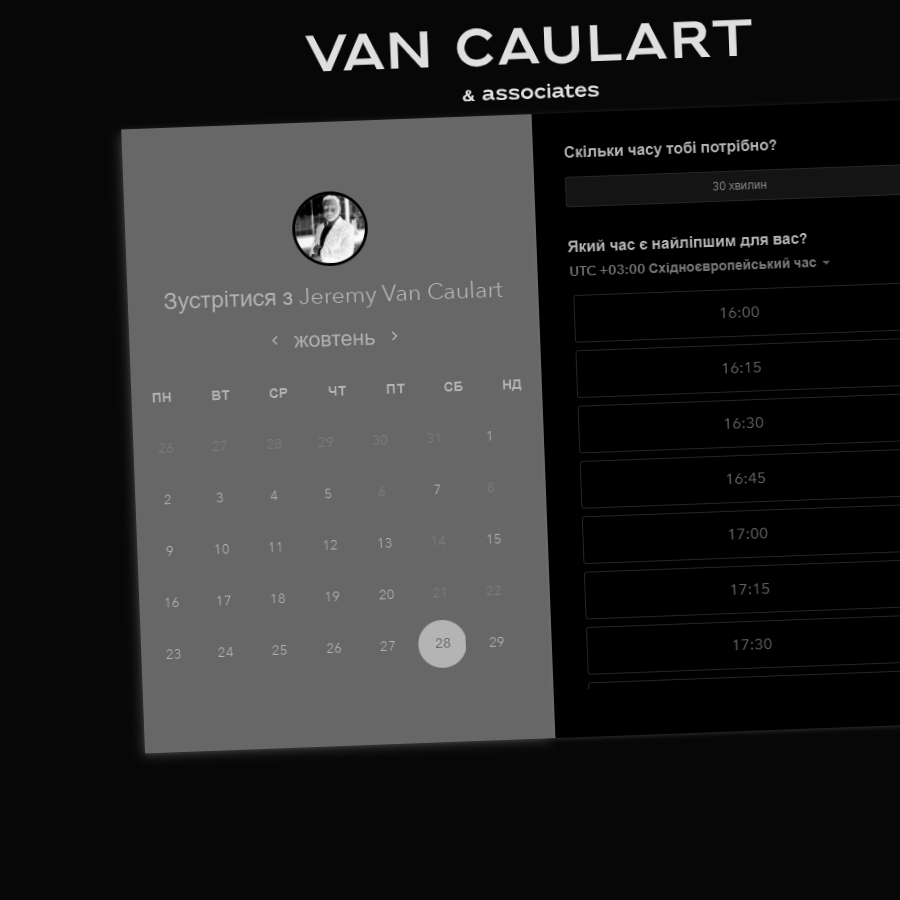 VAN CAULART
& associates
Зустрітися з Jeremy Van Caulart
жовтень
ПН ВТ СР ЧТ ПТ СБ НД
26 27 28 29 30 31 1
2 3 4 5 6 7 8
9 10 11 12 13 14 15
16 17 18 19 20 21 22
23 24 25 26 27 28 29
Скільки часу тобі потрібно?
30 хвилин
Який час є найліпшим для вас?
UTC +03:00 Східноєвропейський час
16:00
16:15
16:30
16:45
17:00
17:15
17:30